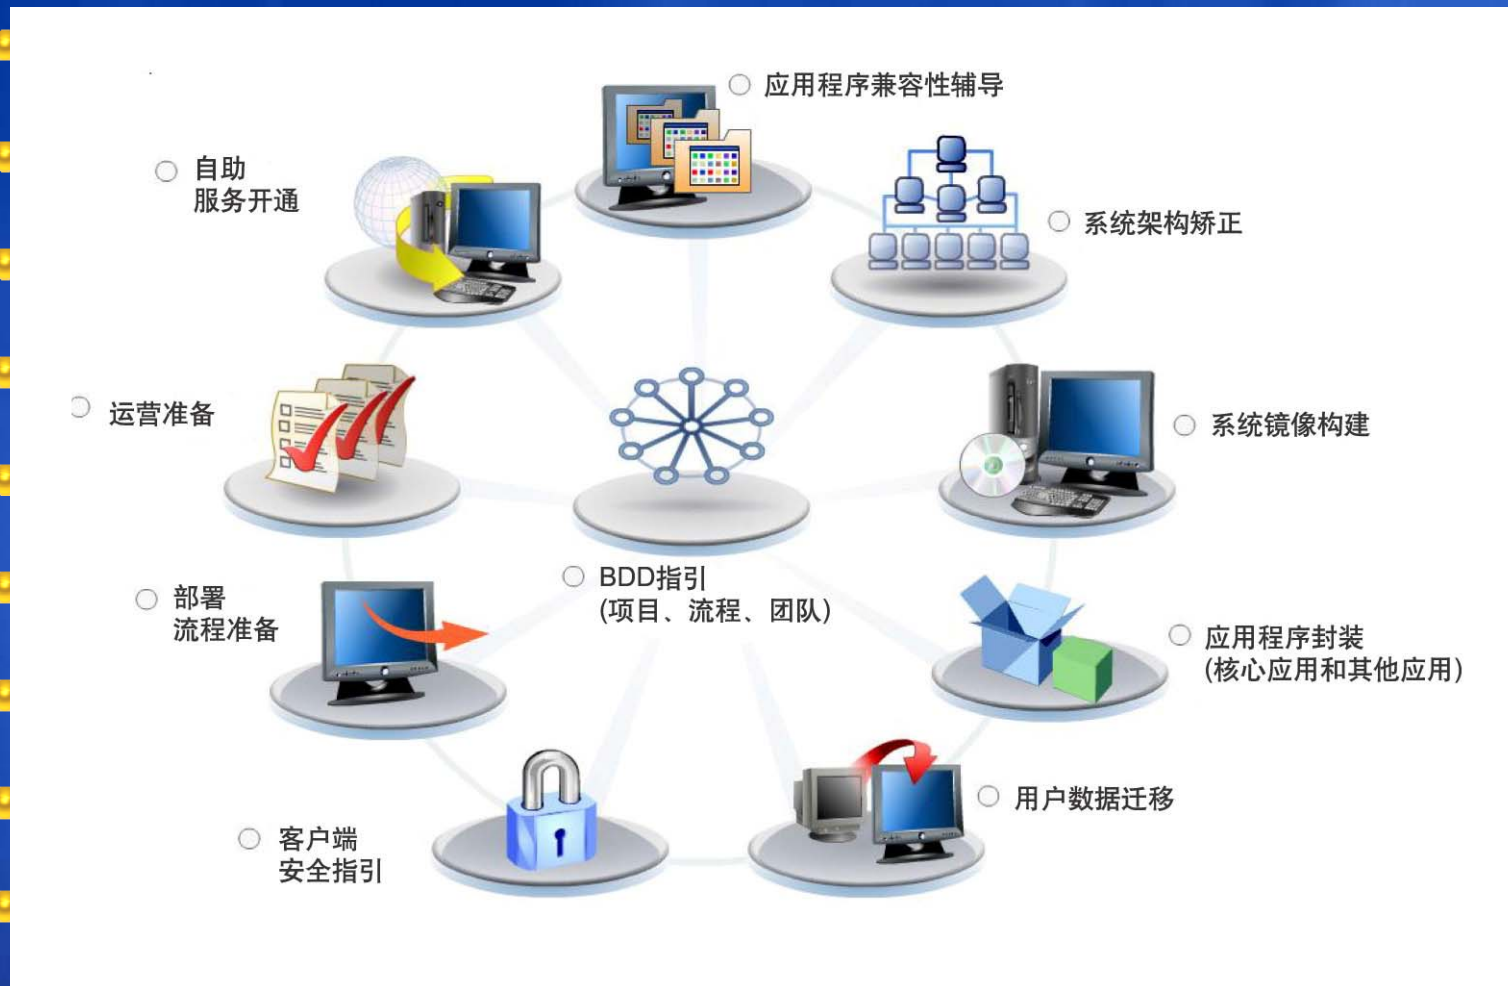 应用程序兼容性辅导
自助
服务开通
系统架构矫正
运营准备
系统镜像构建
BDD指引
(项目、流程、团队)
部署
流程准备
应用程序封装
(核心应用和其他应用)
用户数据迁移
客户端
安全指引